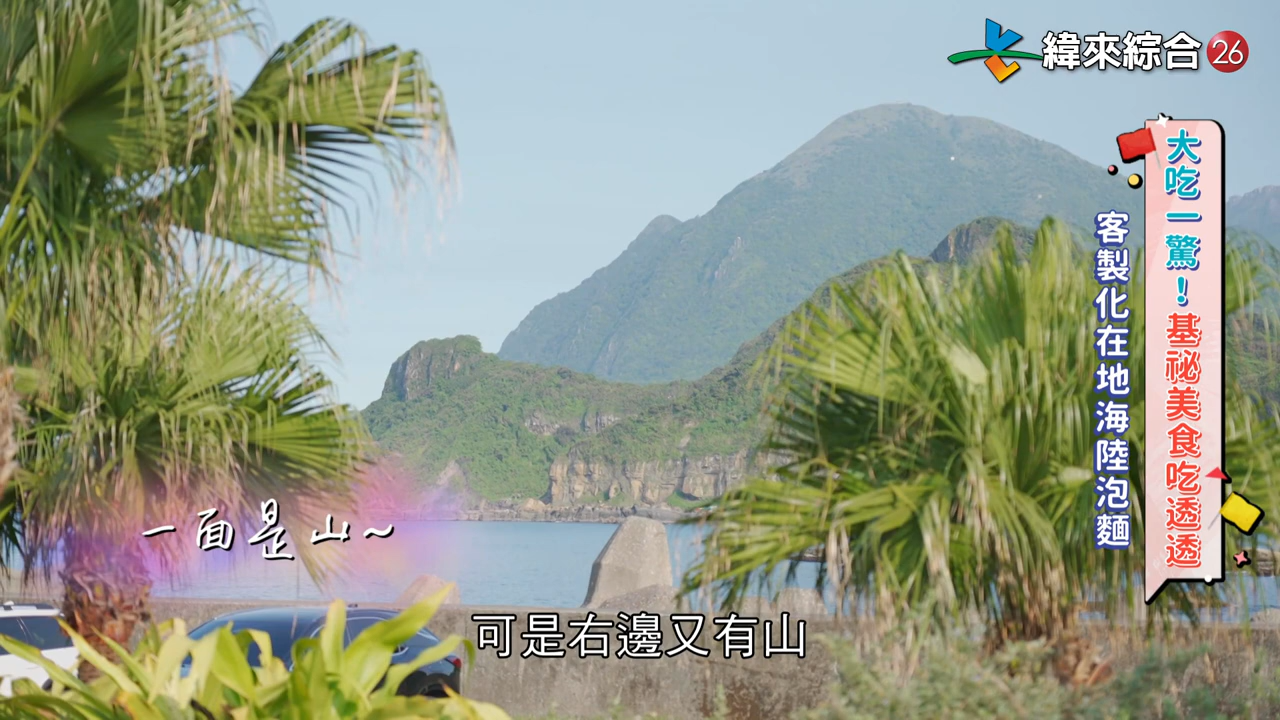 緯來綜合 26
大吃一驚!基祕美食吃透透
客製化在地海陸泡麵
一面是山~
可是右邊又有山